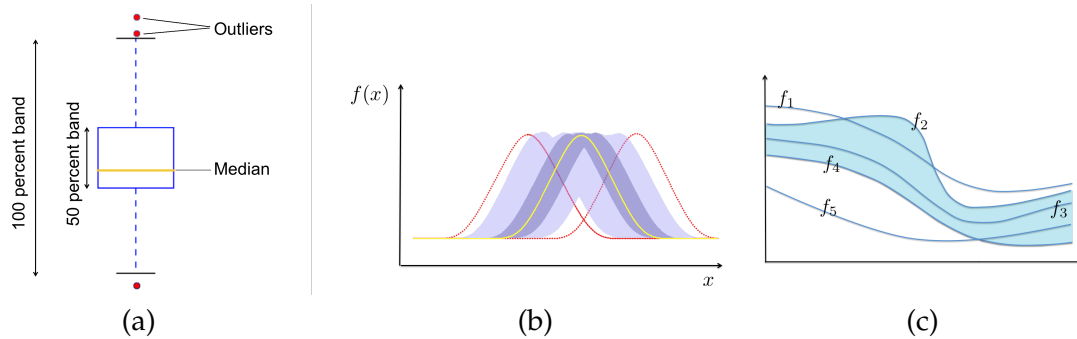 Outliers
100 percent band
50 percent band
Median
(a)
f(x)
x
(b)
f₁
f₂
f₄
f₃
f₅
(c)